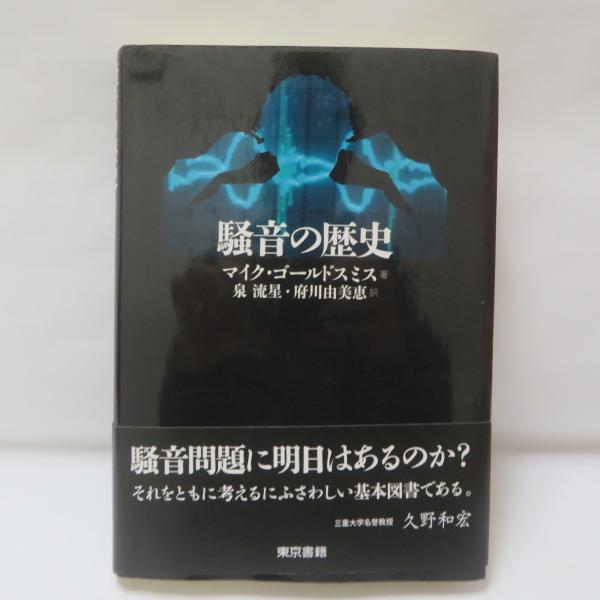 騒音の歴史
マイク・ゴールドスミス 著
泉 流星・府川由美恵 訳
騒音問題に明日はあるのか?
それをともに考えるにふさわしい基本図書である。
三重大学名誉教授 久野和宏
東京書籍